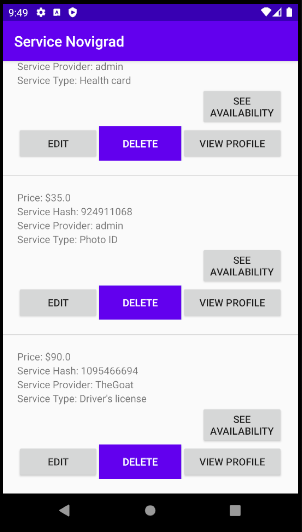 9:49
Service Novigrad
Service Provider: admin
Service Type: Health card
SEE
AVAILABILITY
EDIT
DELETE
VIEW PROFILE
Price: $35.0
Service Hash: 924911068
Service Provider: admin
Service Type: Photo ID
SEE
AVAILABILITY
EDIT
DELETE
VIEW PROFILE
Price: $90.0
Service Hash: 1095466694
Service Provider: TheGoat
Service Type: Driver's license
SEE
AVAILABILITY
EDIT
DELETE
VIEW PROFILE